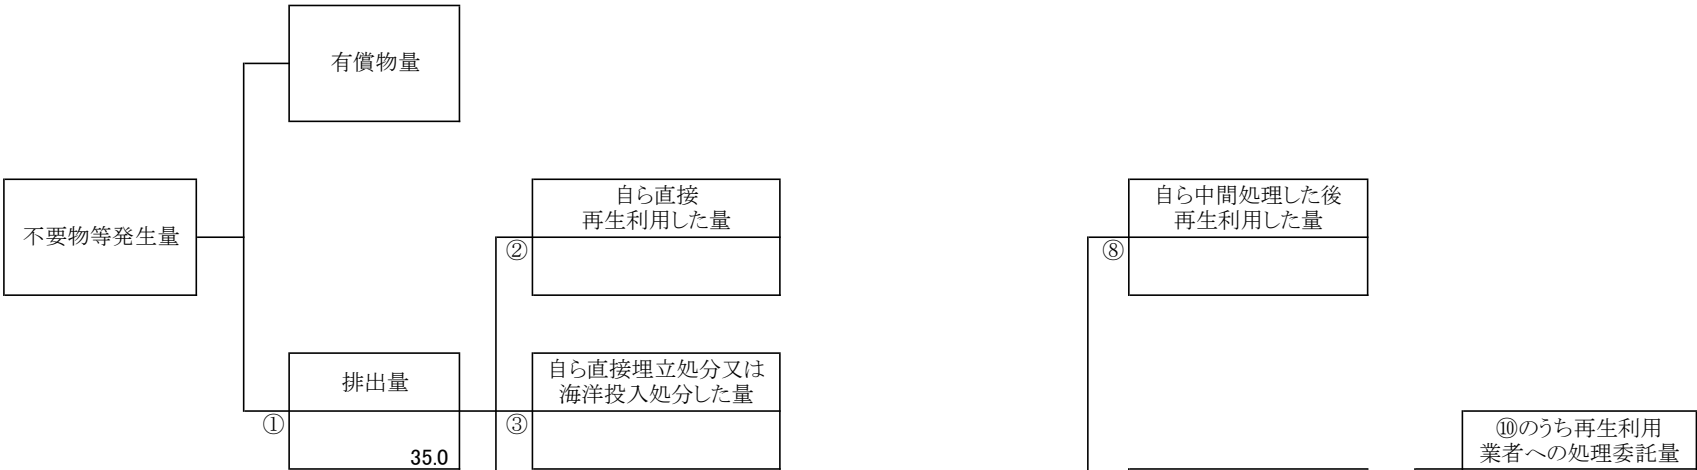 有償物量
不要物等発生量
自ら直接
再生利用した量
②
自ら中間処理した後
再生利用した量
⑧
排出量
①
35.0
自ら直接埋立処分又は
海洋投入処分した量
③
⑩のうち再生利用
業者への処理委託量